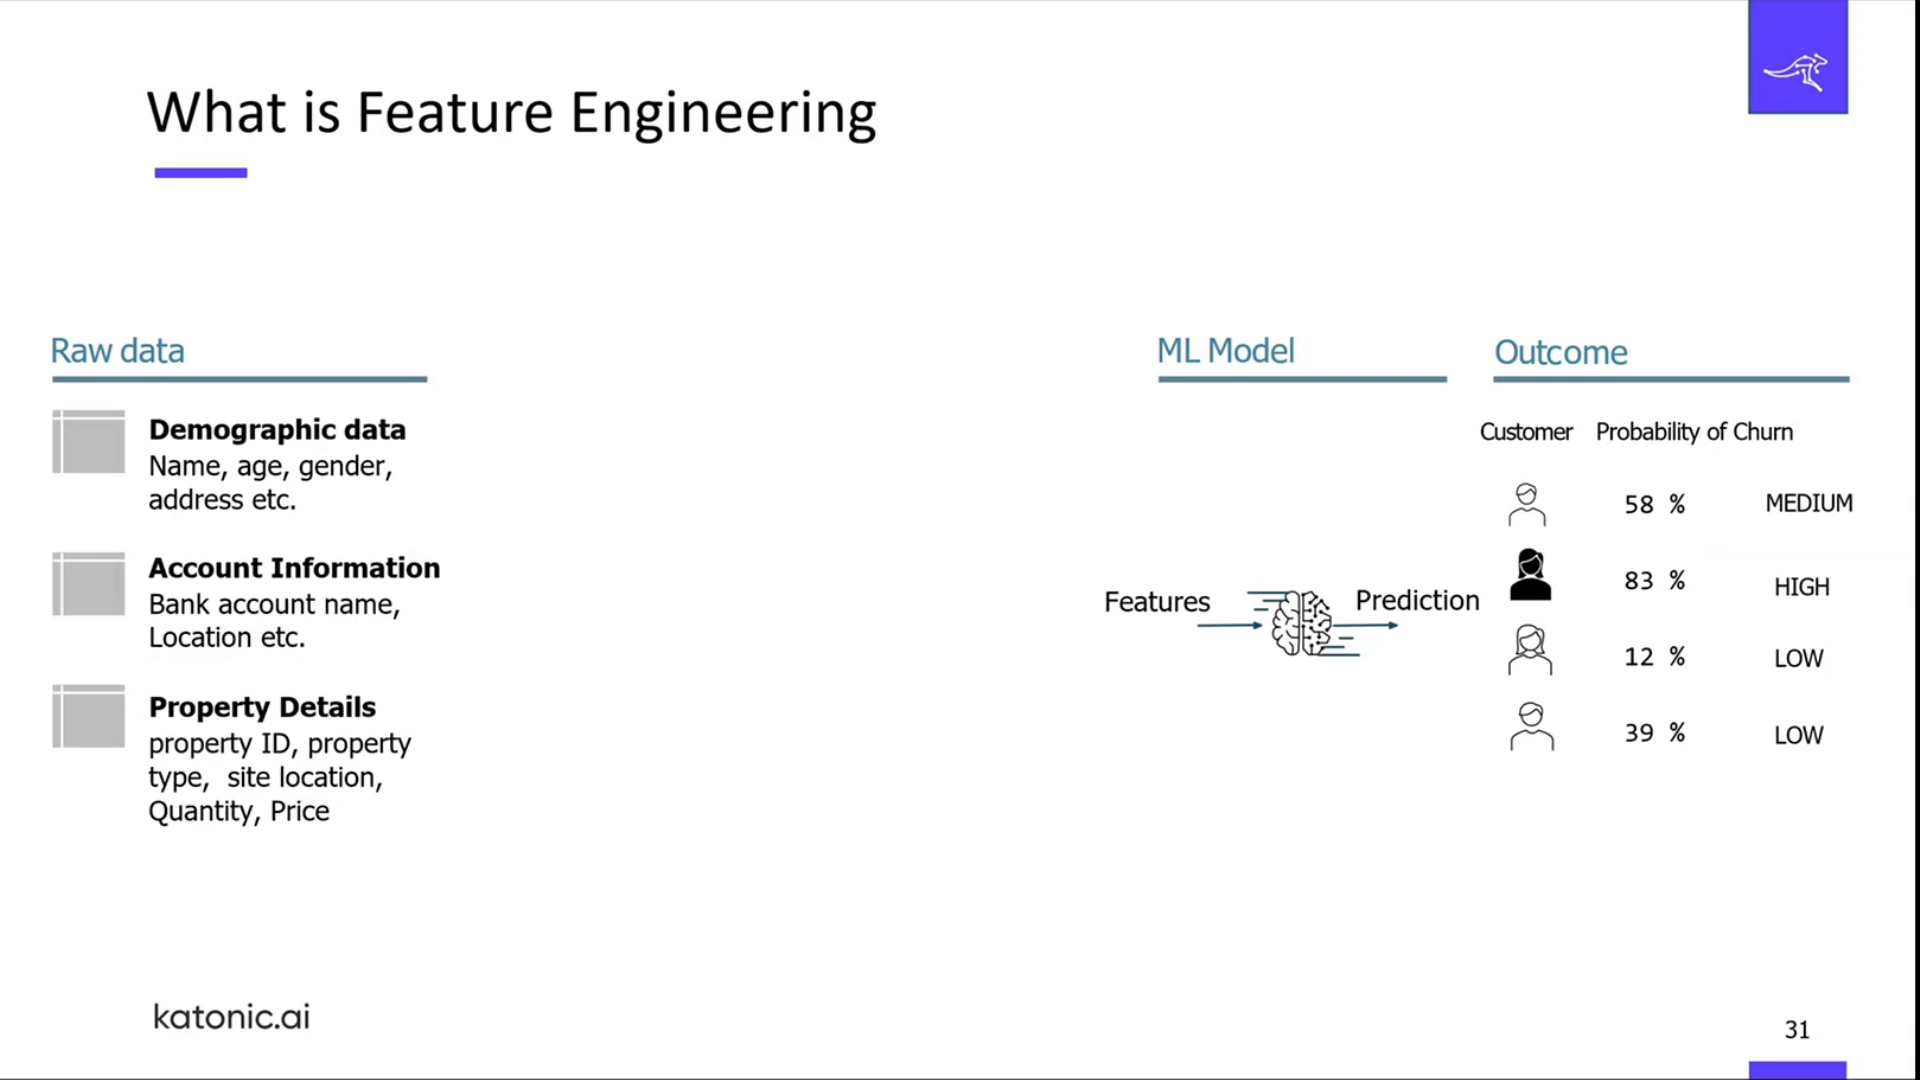 What is Feature Engineering
Raw data
Demographic data
Name, age, gender,
address etc.
Account Information
Bank account name,
Location etc.
Property Details
property ID, property
type,  site location,
Quantity, Price
ML Model
Features
Prediction
Outcome
Customer Probability of Churn
58 % MEDIUM
83 % HIGH
12 % LOW
39 % LOW
katonic.ai
31